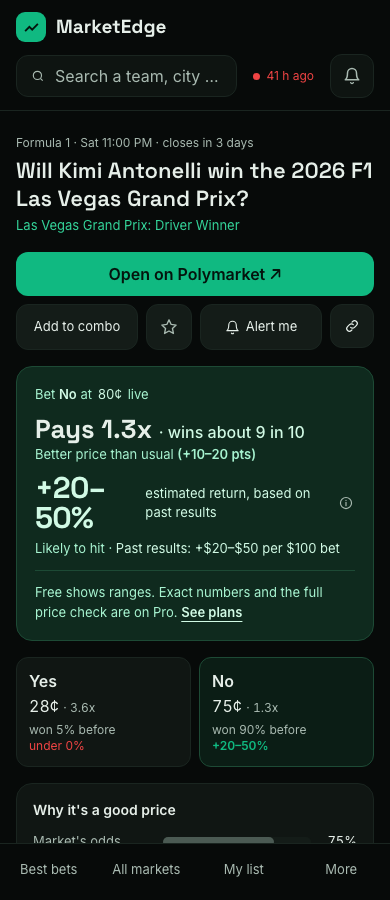 MarketEdge
Search a team, city ...
41 h ago
Formula 1 · Sat 11:00 PM · closes in 3 days
Will Kimi Antonelli win the 2026 F1
Las Vegas Grand Prix?
Las Vegas Grand Prix: Driver Winner
Open on Polymarket ↗
Add to combo
Alert me
Bet No at 80¢ live
Pays 1.3x · wins about 9 in 10
Better price than usual (+10–20 pts)
+20–
50%
estimated return, based on
past results
Likely to hit · Past results: +$20–$50 per $100 bet
Free shows ranges. Exact numbers and the full
price check are on Pro. See plans
Yes
28¢ · 3.6x
won 5% before
under 0%
No
75¢ · 1.3x
won 90% before
+20–50%
Why it's a good price
Market's odds
75%
Best bets
All markets
My list
More